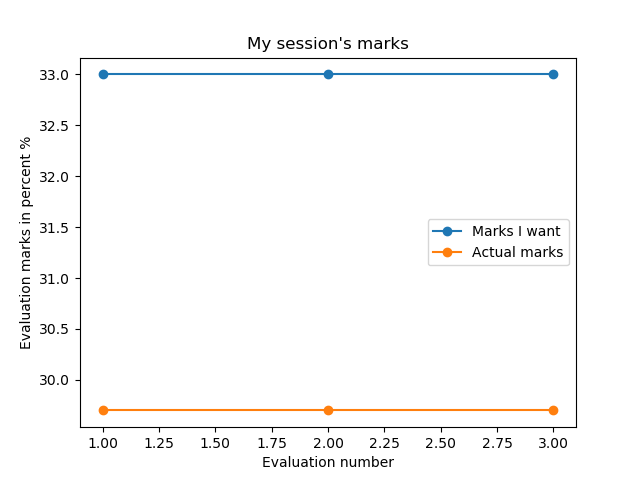 My session's marks
Evaluation marks in percent %
33.0
32.5
32.0
31.5
31.0
30.5
30.0
Marks I want
Actual marks
1.00 1.25 1.50 1.75 2.00 2.25 2.50 2.75 3.00
Evaluation number